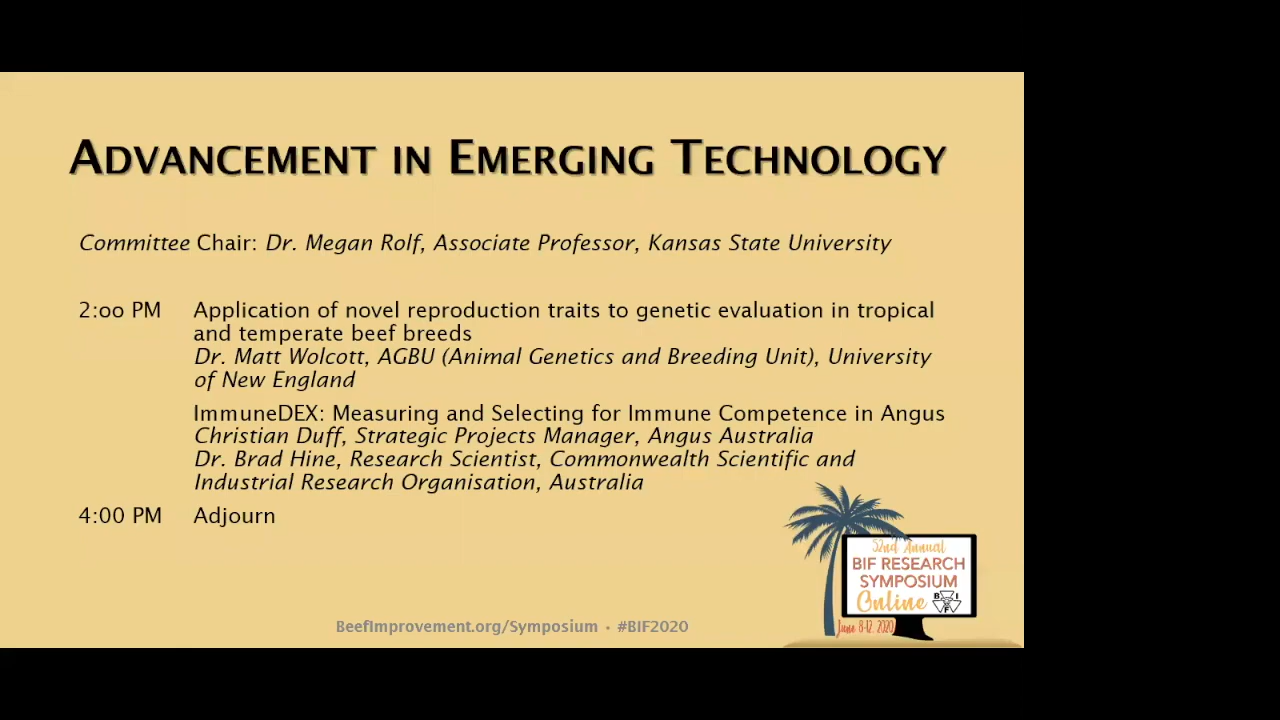 ADVANCEMENT IN EMERGING TECHNOLOGY
Committee Chair: Dr. Megan Rolf, Associate Professor, Kansas State University
2:oo PM Application of novel reproduction traits to genetic evaluation in tropical
and temperate beef breeds
Dr. Matt Wolcott, AGBU (Animal Genetics and Breeding Unit), University
of New England
ImmuneDEX: Measuring and Selecting for Immune Competence in Angus
Christian Duff, Strategic Projects Manager, Angus Australia
Dr. Brad Hine, Research Scientist, Commonwealth Scientific and
Industrial Research Organisation, Australia
4:00 PM Adjourn
52nd Annual
BIF RESEARCH
SYMPOSIUM
Online
B I
F
June 8-12, 2020
BeefImprovement.org/Symposium • #BIF2020